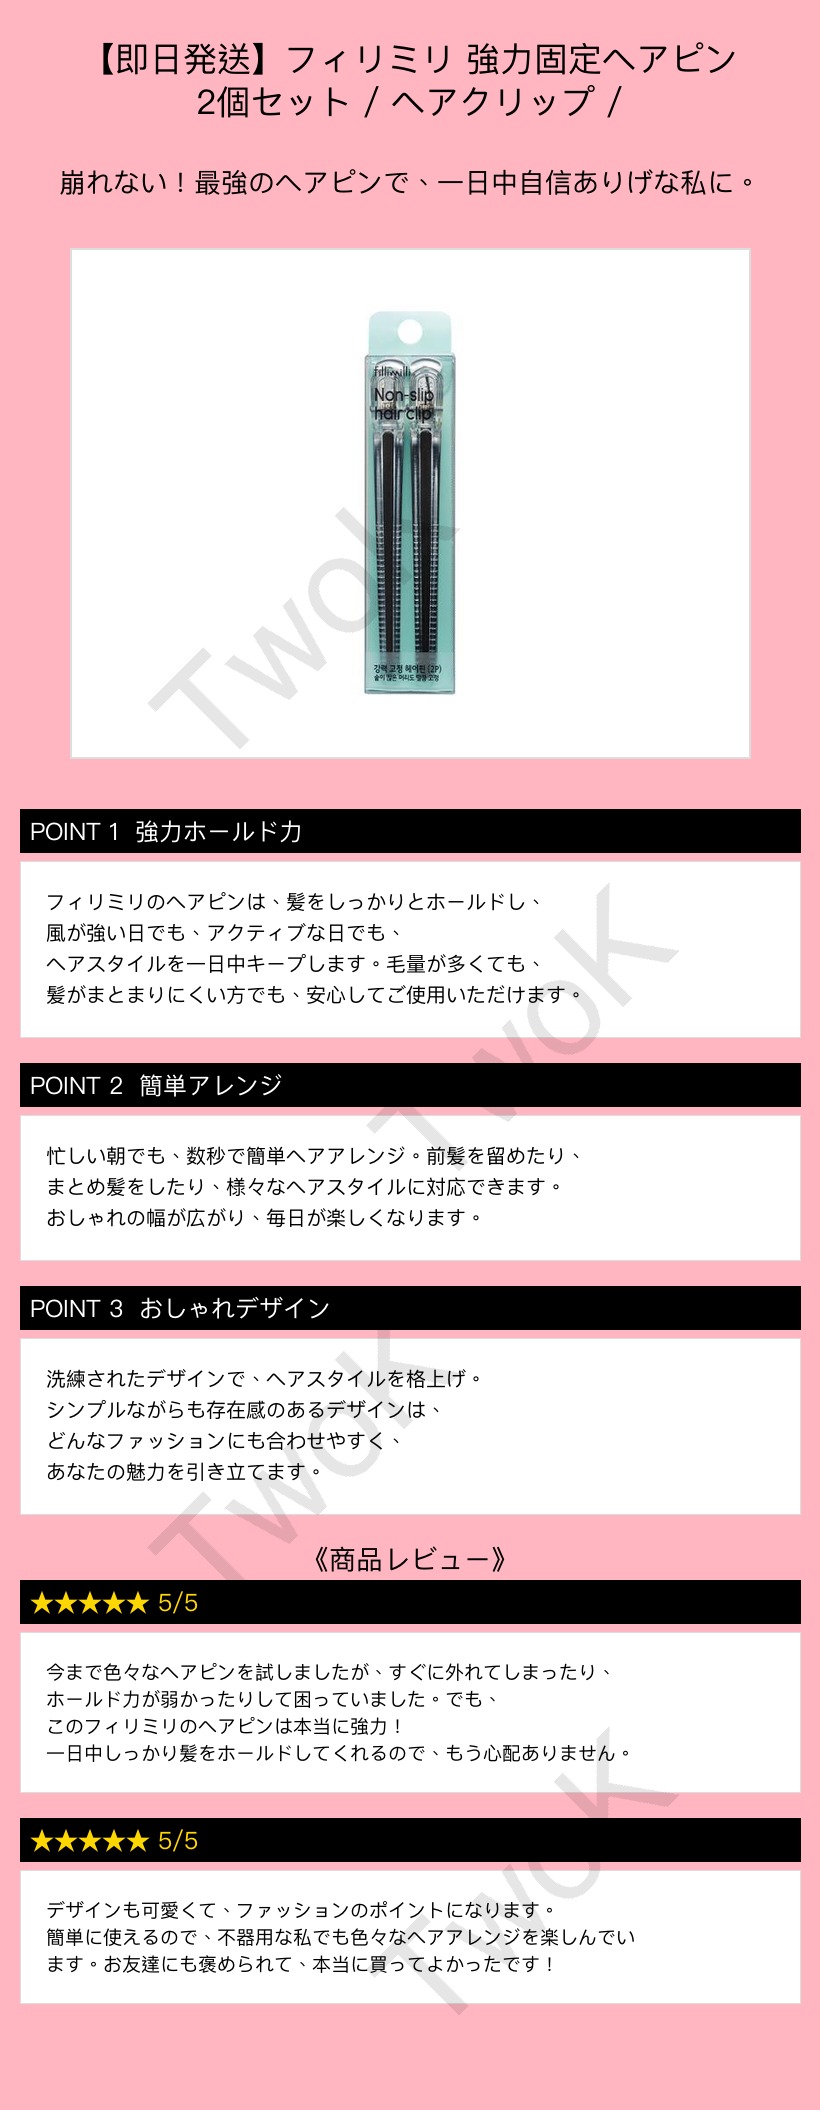 【即日発送】フィリミリ 強力固定ヘアピン
2個セット / ヘアクリップ /
崩れない！最強のヘアピンで、一日中自信ありげな私に。
fillimilli
Non-slip
hair clip
강력 고정 헤어핀 (2P)
숱이 많은 머리도 짱짱 고정
TwoK
POINT 1 強力ホールド力
フィリミリのヘアピンは、髪をしっかりとホールドし、
風が強い日でも、アクティブな日でも、
ヘアスタイルを一日中キープします。毛量が多くても、
髪がまとまりにくい方でも、安心してご使用いただけます。
TwoK
POINT 2 簡単アレンジ
忙しい朝でも、数秒で簡単ヘアアレンジ。前髪を留めたり、
まとめ髪をしたり、様々なヘアスタイルに対応できます。
おしゃれの幅が広がり、毎日が楽しくなります。
POINT 3 おしゃれデザイン
洗練されたデザインで、ヘアスタイルを格上げ。
シンプルながらも存在感のあるデザインは、
どんなファッションにも合わせやすく、
あなたの魅力を引き立てます。
TwoK
《商品レビュー》
★★★★★ 5/5
今まで色々なヘアピンを試しましたが、すぐに外れてしまったり、
ホールド力が弱かったりして困っていました。でも、
このフィリミリのヘアピンは本当に強力！
一日中しっかり髪をホールドしてくれるので、もう心配ありません。
★★★★★ 5/5
デザインも可愛くて、ファッションのポイントになります。
簡単に使えるので、不器用な私でも色々なヘアアレンジを楽しんでい
ます。お友達にも褒められて、本当に買ってよかったです！
TwoK